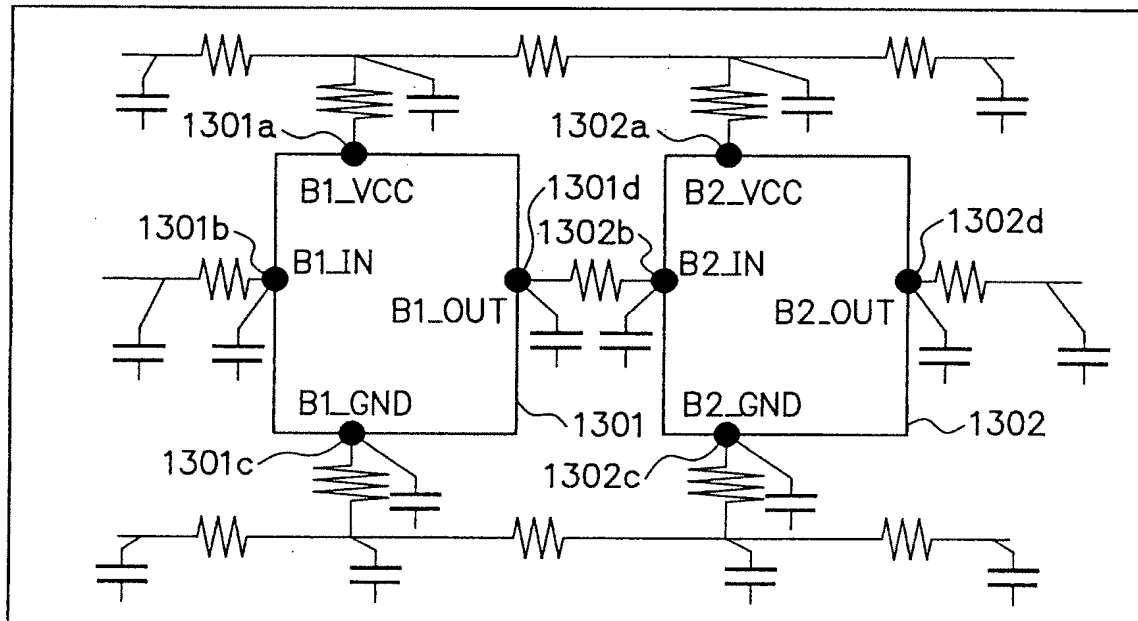 1301a
1302a
B1_VCC
B2_VCC
1301d
1301b
1302b
1302d
B1_IN
B2_IN
B1_OUT
B2_OUT
B1_GND
B2_GND
1301
1302
1301c
1302c